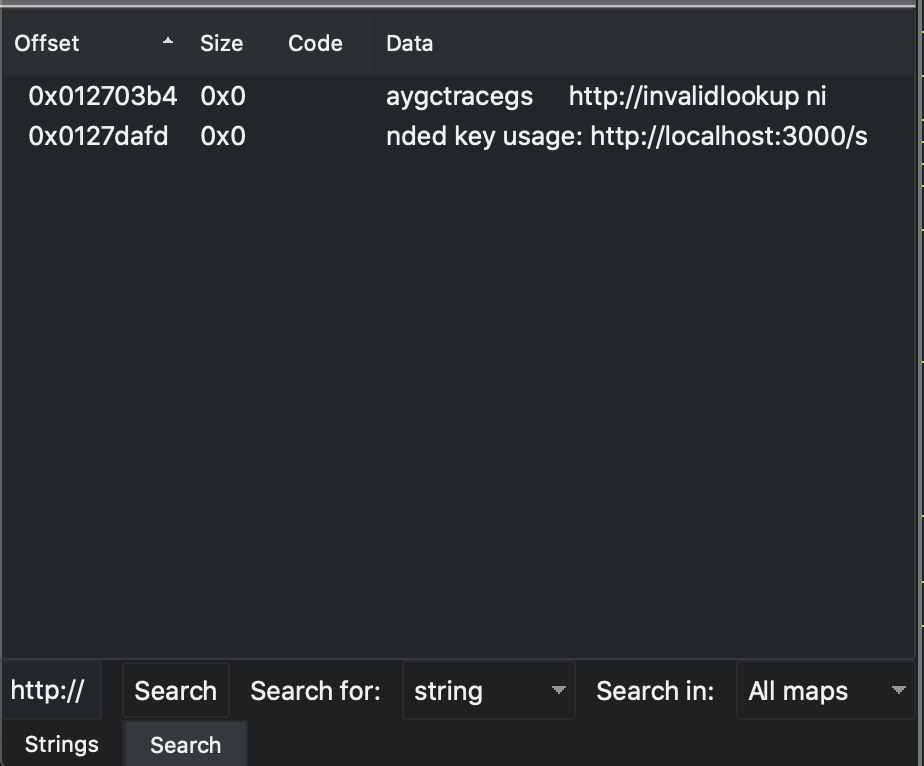 Offset Size Code Data
0x012703b4 0x0 aygctracegs http://invalidlookup ni
0x0127dafd 0x0 nded key usage: http://localhost:3000/s
http:// Search Search for: string Search in: All maps
Strings Search